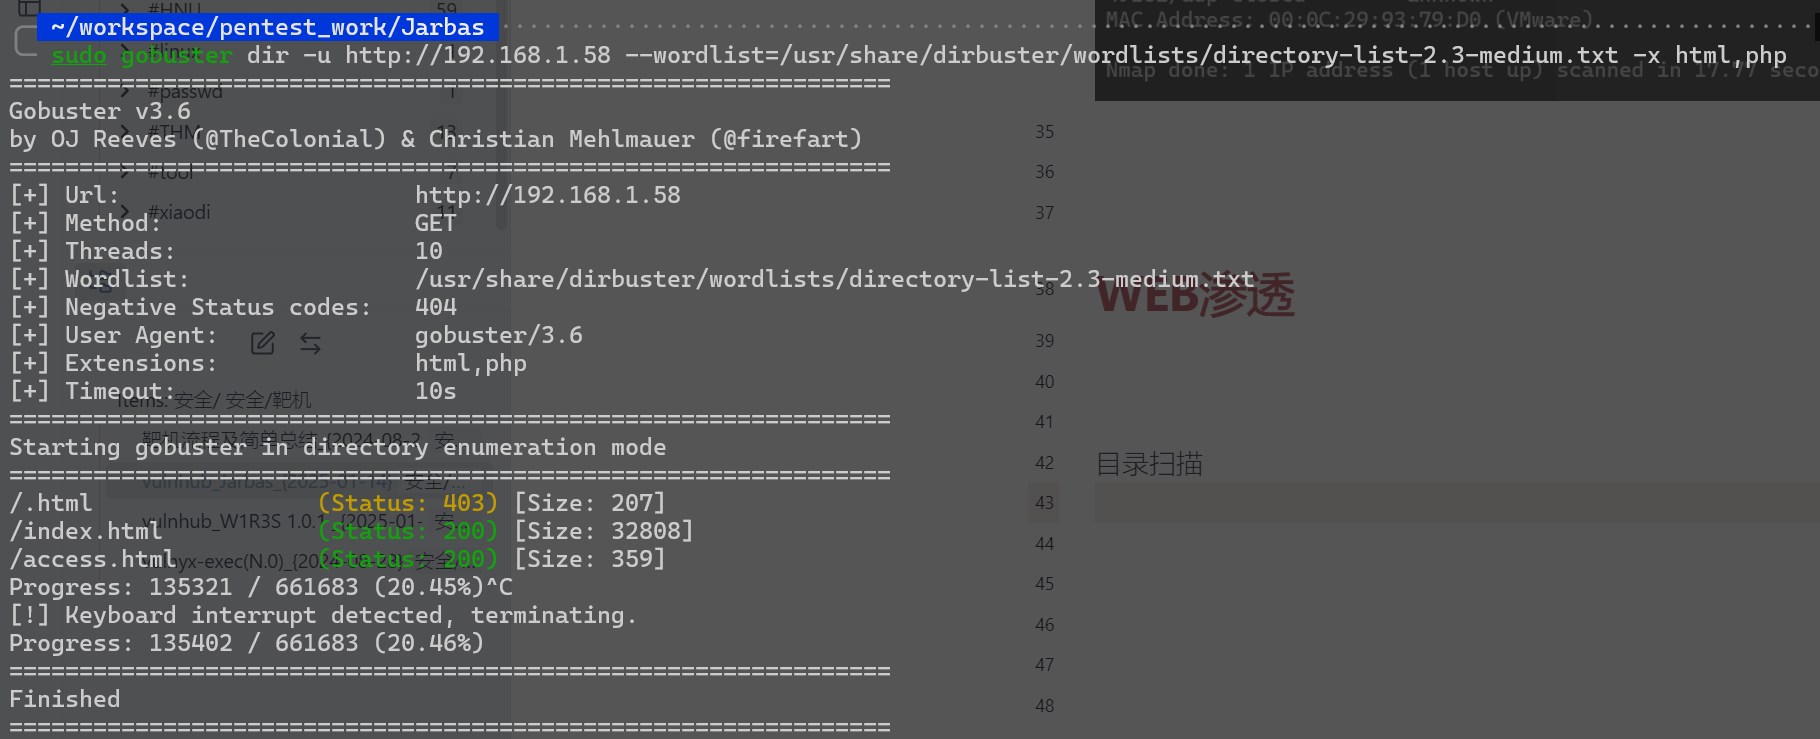 #HNU 59
~/workspace/pentest_work/Jarbas
MAC Address: 00:0C:29:93:79:D0 (VMware)
#linux
sudo gobuster dir -u http://192.168.1.58 --wordlist=/usr/share/dirbuster/wordlists/directory-list-2.3-medium.txt -x html,php
Nmap done: 1 IP address (1 host up) scanned in 17.77 seco
===============================================================
#passwd 1
Gobuster v3.6
by OJ Reeves (@TheColonial) & Christian Mehlmauer (@firefart)
#THM 13
35
===============================================================
#tool 7
36
[+] Url: http://192.168.1.58
#xiaodi 11
37
[+] Method: GET
[+] Threads: 10
[+] Wordlist: /usr/share/dirbuster/wordlists/directory-list-2.3-medium.txt
38
WEB渗透
[+] Negative Status codes: 404
[+] User Agent: gobuster/3.6
39
[+] Extensions: html,php
[+] Timeout: 10s
40
Items: 安全/ 安全/靶机
===============================================================
41
靶机流程及简单总结_{2024-08-2 安
Starting gobuster in directory enumeration mode
42
目录扫描
===============================================================
vulnhub_Jarbas_{2025-01-14} 安全/...
/.html (Status: 403) [Size: 207]
43
vulnhub_W1R3S 1.0.1_{2025-01- 安
/index.html (Status: 200) [Size: 32808]
44
/access.html (Status: 200) [Size: 359]
Progress: 135321 / 661683 (20.45%)^C
45
[!] Keyboard interrupt detected, terminating.
46
Progress: 135402 / 661683 (20.46%)
47
===============================================================
Finished
48
===============================================================